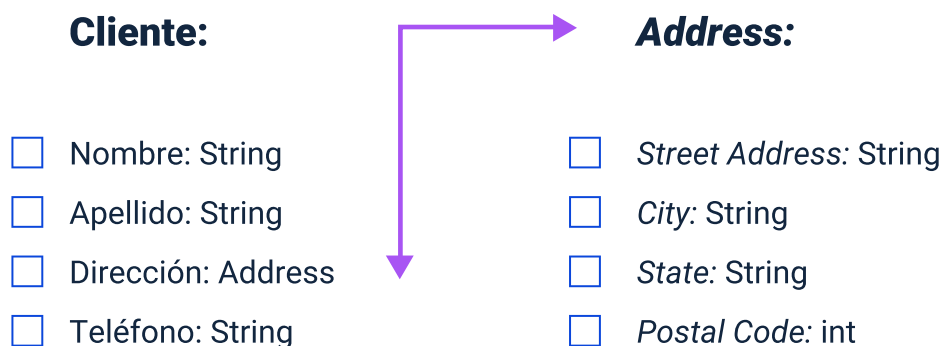 Cliente:
Nombre: String
Apellido: String
Dirección: Address
Teléfono: String
Address:
Street Address: String
City: String
State: String
Postal Code: int